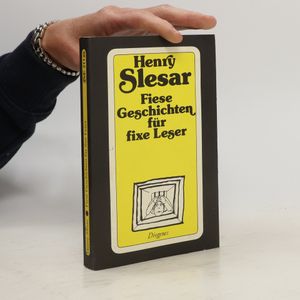 Henry
Slesar
Fiese
Geschichten
für
fixe Leser
Diogenes